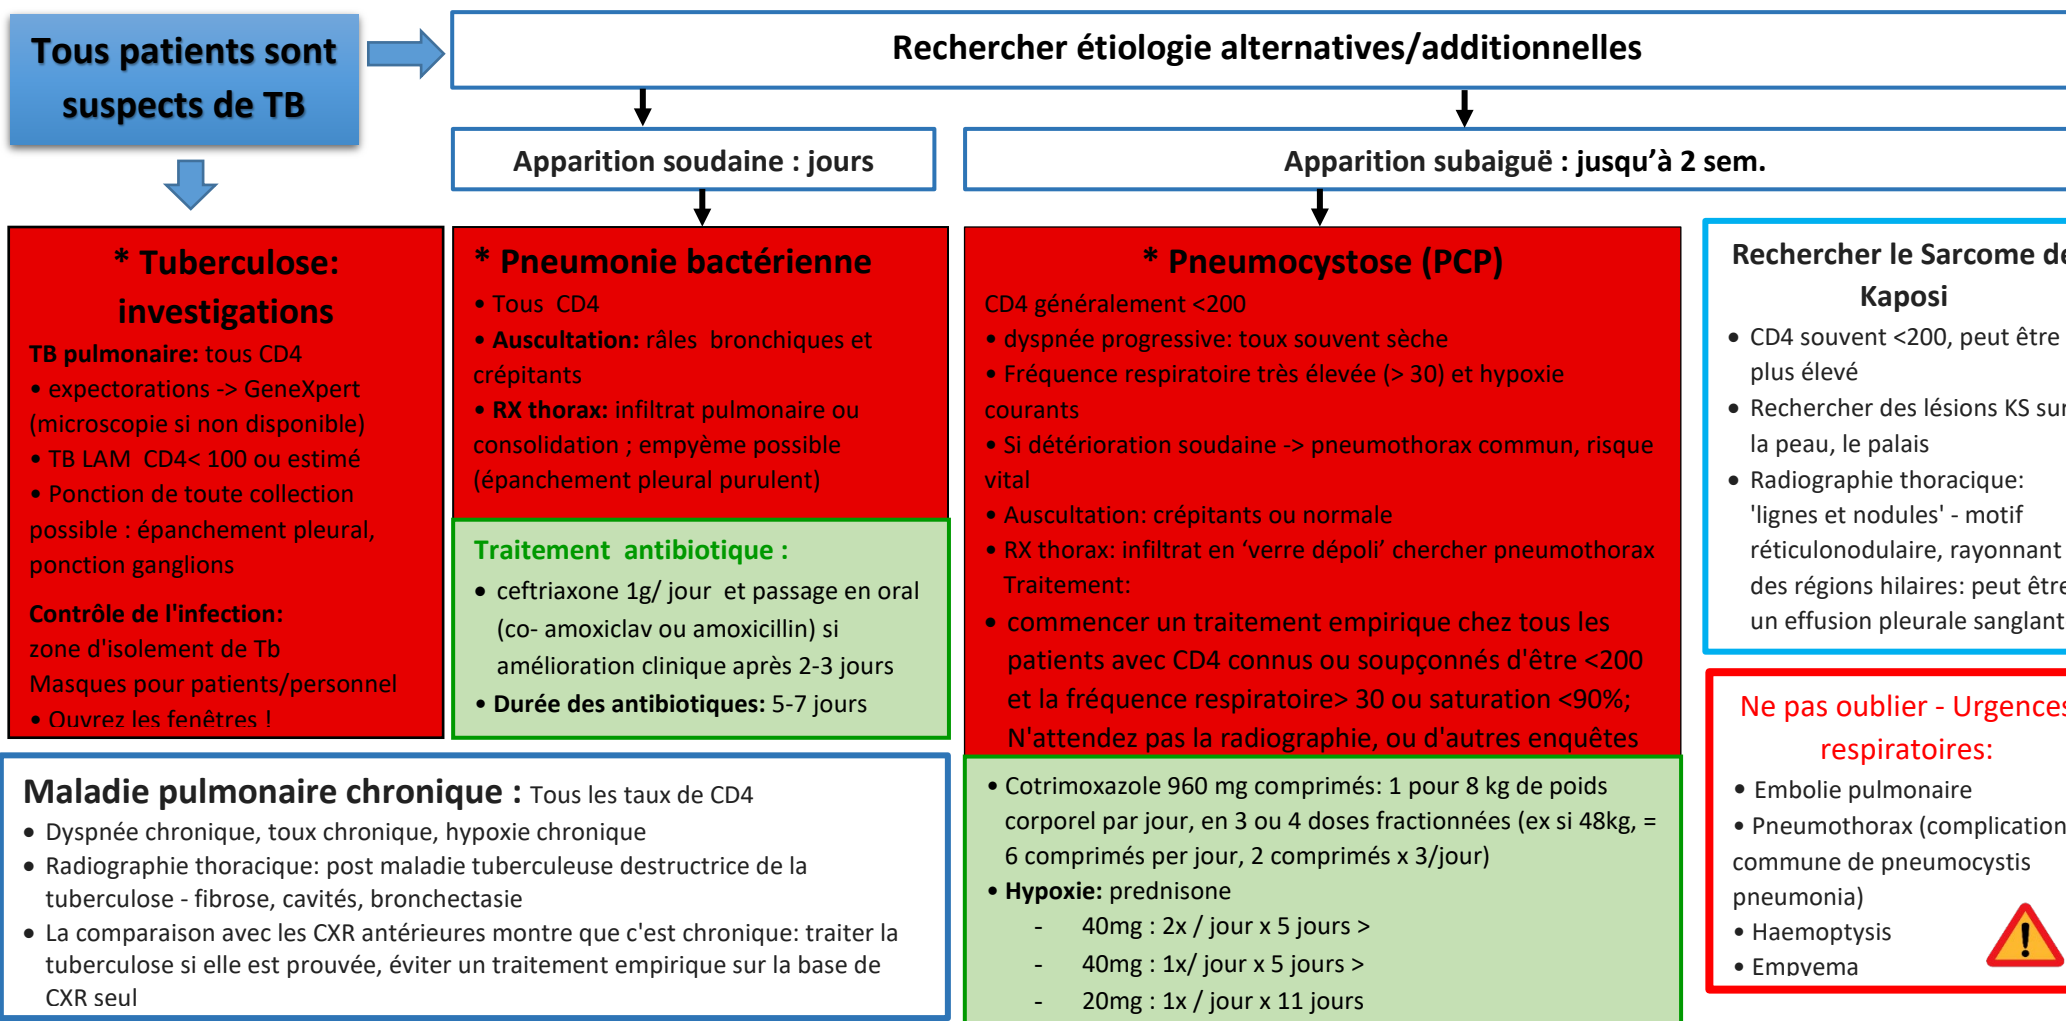 Tous patients sont
suspects de TB
Rechercher étiologie alternatives/additionnelles
Apparition soudaine : jours
Apparition subaiguë : jusqu’à 2 sem.
* Tuberculose:
investigations
TB pulmonaire: tous CD4
• expectorations -> GeneXpert
(microscopie si non disponible)
• TB LAM CD4< 100 ou estimé
• Ponction de toute collection
possible : épanchement pleural,
ponction ganglions
Contrôle de l'infection:
zone d'isolement de Tb
Masques pour patients/personnel
• Ouvrez les fenêtres !
* Pneumonie bactérienne
• Tous CD4
• Auscultation: râles bronchiques et
crépitants
• RX thorax: infiltrat pulmonaire ou
consolidation ; empyème possible
(épanchement pleural purulent)
Traitement antibiotique :
• ceftriaxone 1g/ jour et passage en oral
(co- amoxiclav ou amoxicillin) si
amélioration clinique après 2-3 jours
• Durée des antibiotiques: 5-7 jours
* Pneumocystose (PCP)
CD4 généralement <200
• dyspnée progressive: toux souvent sèche
• Fréquence respiratoire très élevée (> 30) et hypoxie
courants
• Si détérioration soudaine -> pneumothorax commun, risque
vital
• Auscultation: crépitants ou normale
• RX thorax: infiltrat en ‘verre dépoli’ chercher pneumothorax
Traitement:
• commencer un traitement empirique chez tous les
patients avec CD4 connus ou soupçonnés d'être <200
et la fréquence respiratoire> 30 ou saturation <90%;
N'attendez pas la radiographie, ou d'autres enquêtes
• Cotrimoxazole 960 mg comprimés: 1 pour 8 kg de poids
corporel par jour, en 3 ou 4 doses fractionnées (ex si 48kg, =
6 comprimés per jour, 2 comprimés x 3/jour)
• Hypoxie: prednisone
- 40mg : 2x / jour x 5 jours >
- 40mg : 1x/ jour x 5 jours >
- 20mg : 1x / jour x 11 jours
Rechercher le Sarcome de
Kaposi
• CD4 souvent <200, peut être
plus élevé
• Rechercher des lésions KS sur
la peau, le palais
• Radiographie thoracique:
'lignes et nodules' - motif
réticulonodulaire, rayonnant
des régions hilaires: peut être
un effusion pleurale sanglant
Ne pas oublier - Urgences
respiratoires:
• Embolie pulmonaire
• Pneumothorax (complication
commune de pneumocystis
pneumonia)
• Haemoptysis
• Empyema
Maladie pulmonaire chronique : Tous les taux de CD4
• Dyspnée chronique, toux chronique, hypoxie chronique
• Radiographie thoracique: post maladie tuberculeuse destructrice de la
tuberculose - fibrose, cavités, bronchectasie
• La comparaison avec les CXR antérieures montre que c'est chronique: traiter la
tuberculose si elle est prouvée, éviter un traitement empirique sur la base de
CXR seul